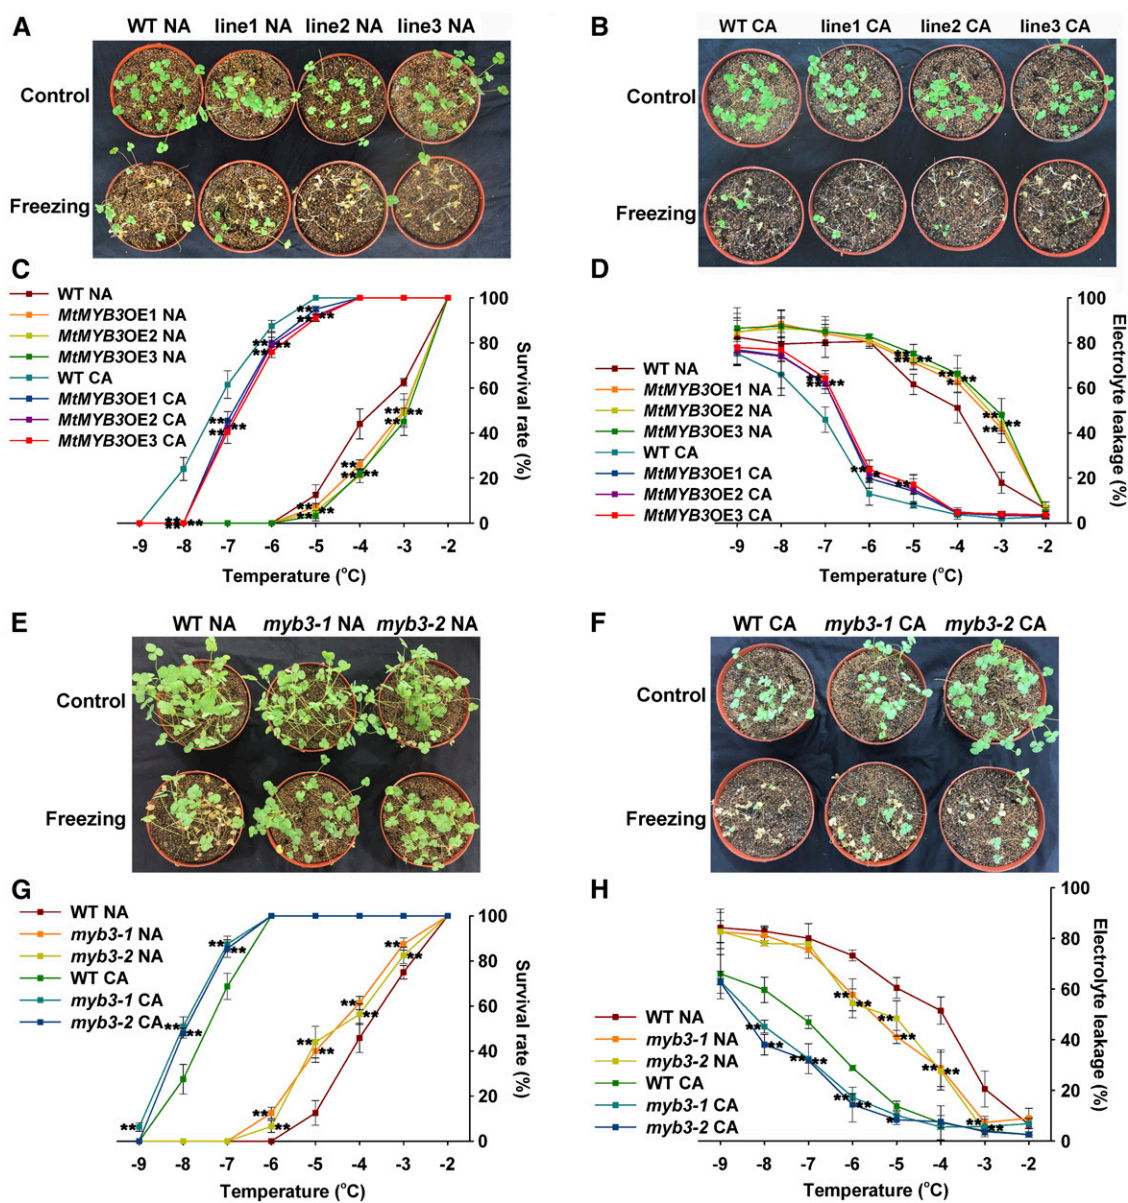 A
WT NA line1 NA line2 NA line3 NA
Control
Freezing
B
WT CA line1 CA line2 CA line3 CA
Control
Freezing
C
WT NA
MtMYB3OE1 NA
MtMYB3OE2 NA
MtMYB3OE3 NA
WT CA
MtMYB3OE1 CA
MtMYB3OE2 CA
MtMYB3OE3 CA
100
80
60
40
20
0
Survival rate (%)
-9 -8 -7 -6 -5 -4 -3 -2
Temperature (°C)
D
WT NA
MtMYB3OE1 NA
MtMYB3OE2 NA
MtMYB3OE3 NA
WT CA
MtMYB3OE1 CA
MtMYB3OE2 CA
MtMYB3OE3 CA
100
80
60
40
20
0
Electrolyte leakage (%)
-9 -8 -7 -6 -5 -4 -3 -2
Temperature (°C)
E
WT NA myb3-1 NA myb3-2 NA
Control
Freezing
F
WT CA myb3-1 CA myb3-2 CA
Control
Freezing
G
WT NA
myb3-1 NA
myb3-2 NA
WT CA
myb3-1 CA
myb3-2 CA
100
80
60
40
20
0
Survival rate (%)
-9 -8 -7 -6 -5 -4 -3 -2
Temperature (°C)
H
WT NA
myb3-1 NA
myb3-2 NA
WT CA
myb3-1 CA
myb3-2 CA
100
80
60
40
20
0
Electrolyte leakage (%)
-9 -8 -7 -6 -5 -4 -3 -2
Temperature (°C)